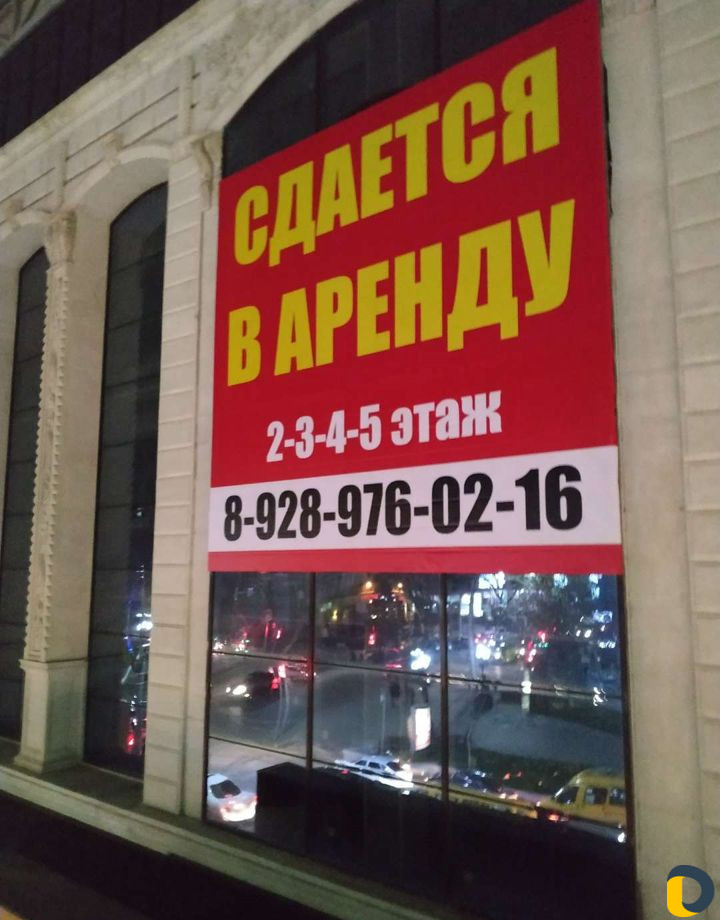 СДАЕТСЯ
В АРЕНДУ
2-3-4-5 этаж
8-928-976-02-16